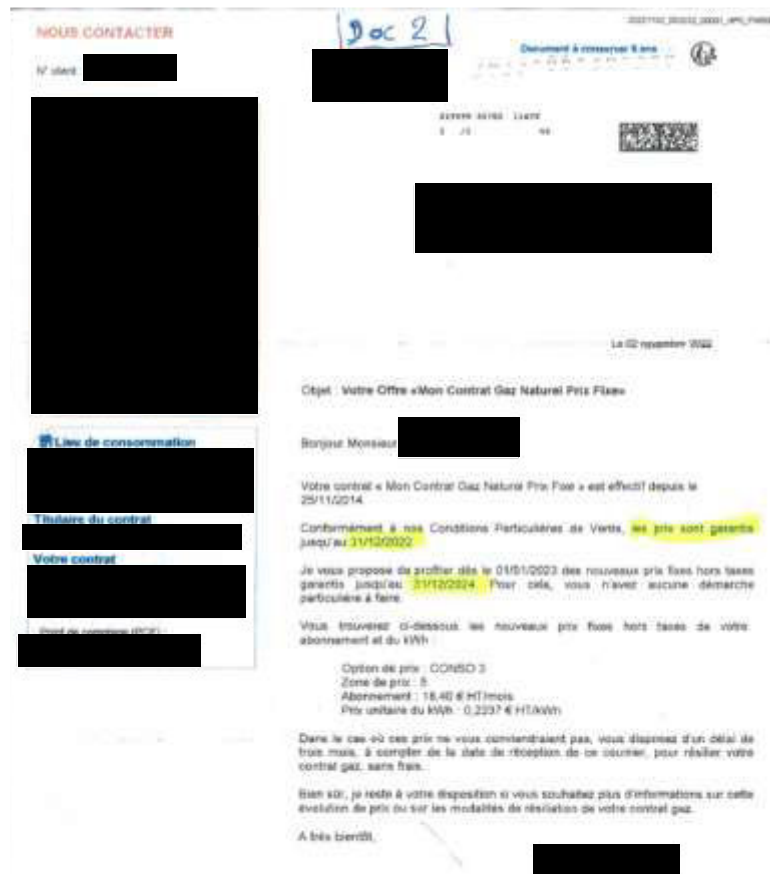 NOUS CONTACTER
Doc 2
Document à conserver 5 ans
N° client
Le 02 novembre 2022
Objet : Votre Offre «Mon Contrat Gaz Naturel Prix Fixe»
Lieu de consommation
Bonjour Monsieur
Votre contrat « Mon Contrat Gaz Naturel Prix Fixe » est effectif depuis le
25/11/2014.
Titulaire du contrat
Conformément à nos Conditions Particulières de Vente, les prix sont garantis
jusqu'au 31/12/2022.
Votre contrat
Je vous propose de profiter dès le 01/01/2023 des nouveaux prix fixes hors taxes
garantis jusqu'au 31/12/2024. Pour cela, vous n'avez aucune démarche
particulière à faire.
Point de comptage (PCE) :
Vous trouverez ci-dessous les nouveaux prix fixes hors taxes de votre
abonnement et du kWh :
Option de prix : CONSO 3
Zone de prix : 5
Abonnement : 18,40 € HT/mois
Prix unitaire du kWh : 0,2237 € HT/kWh
Dans le cas où ces prix ne vous conviendraient pas, vous disposez d'un délai de
trois mois, à compter de la date de réception de ce courrier, pour résilier votre
contrat gaz, sans frais.
Bien sûr, je reste à votre disposition si vous souhaitez plus d'informations sur cette
évolution de prix ou sur les modalités de résiliation de votre contrat gaz.
A très bientôt,